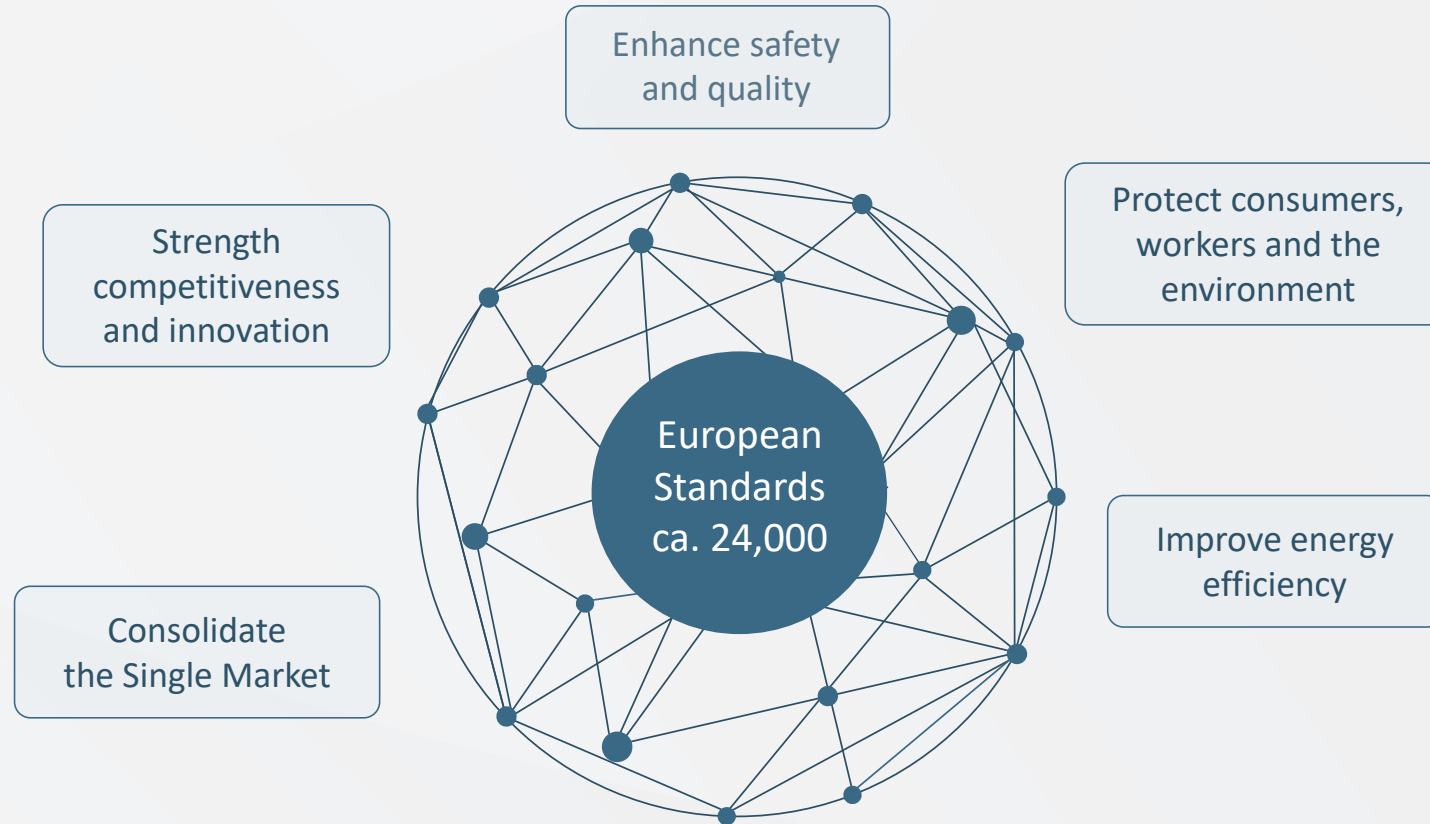 Enhance safety
and quality
Strength
competitiveness
and innovation
Protect consumers,
workers and the
environment
European
Standards
ca. 24,000
Improve energy
efficiency
Consolidate
the Single Market